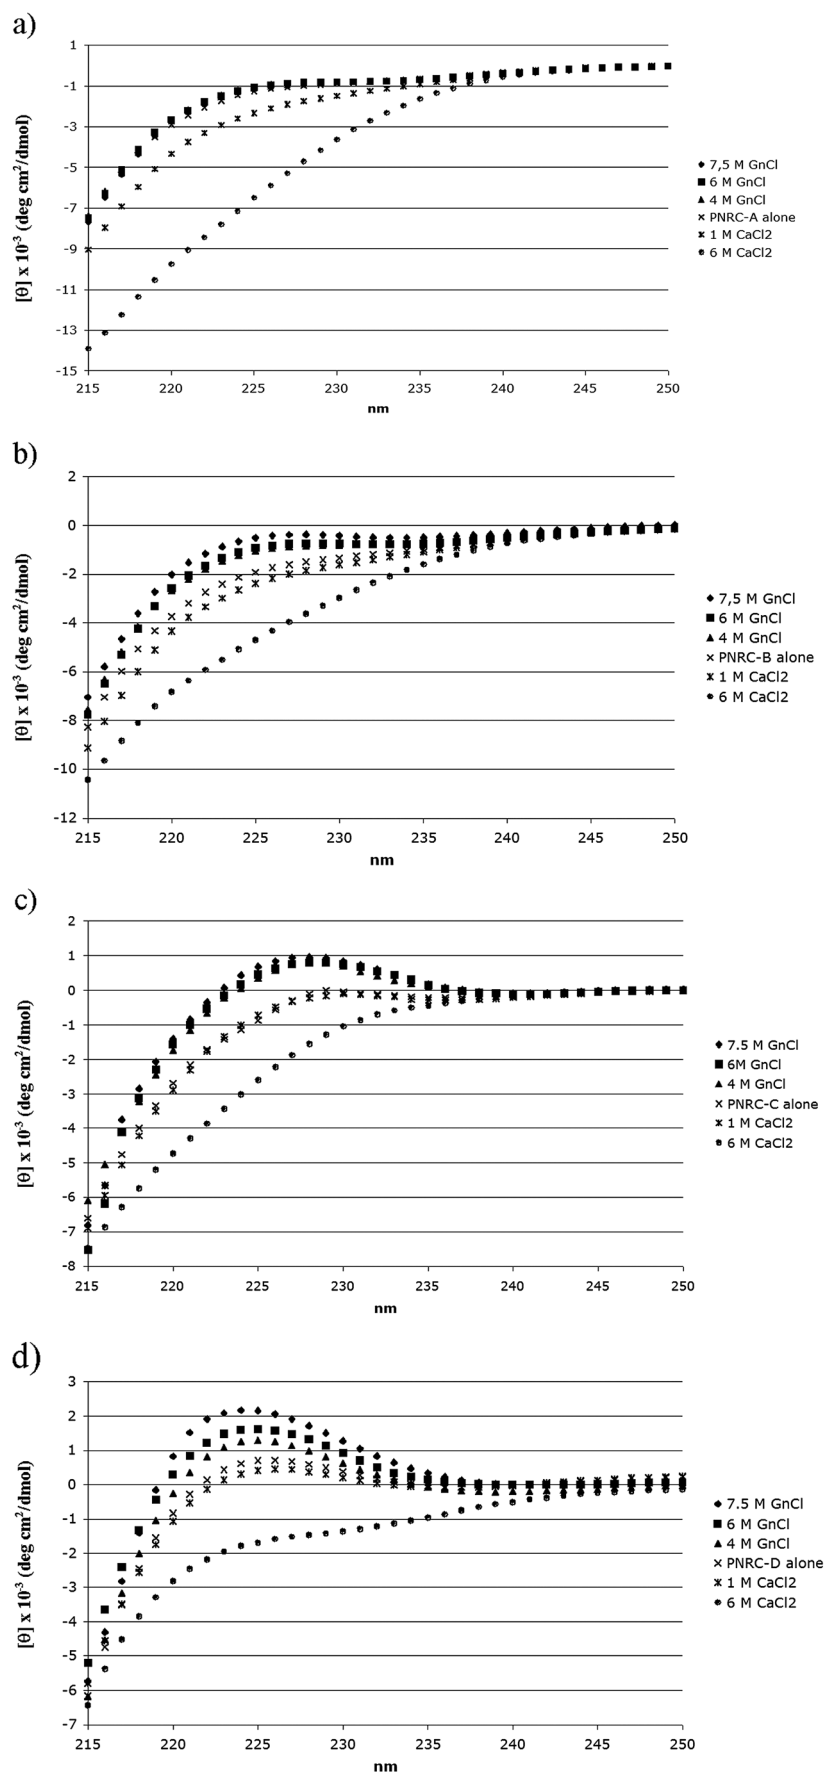 a)
1
-1
-3
-5
-7
-9
-11
-13
-15
[θ] x 10-3 (deg cm2/dmol)
215 220 225 230 235 240 245 250
nm
7,5 M GnCl
6 M GnCl
4 M GnCl
PNRC-A alone
1 M CaCl2
6 M CaCl2
b)
2
0
-2
-4
-6
-8
-10
-12
[θ] x 10-3 (deg cm2/dmol)
215 220 225 230 235 240 245 250
nm
7,5 M GnCl
6 M GnCl
4 M GnCl
PNRC-B alone
1 M CaCl2
6 M CaCl2
c)
2
1
0
-1
-2
-3
-4
-5
-6
-7
-8
[θ] x 10-3 (deg cm2/dmol)
215 220 225 230 235 240 245 250
nm
7.5 M GnCl
6M GnCl
4 M GnCl
PNRC-C alone
1 M CaCl2
6 M CaCl2
d)
3
2
1
0
-1
-2
-3
-4
-5
-6
-7
[θ] x 10-3 (deg cm2/dmol)
215 220 225 230 235 240 245 250
nm
7.5 M GnCl
6 M GnCl
4 M GnCl
PNRC-D alone
1 M CaCl2
6 M CaCl2